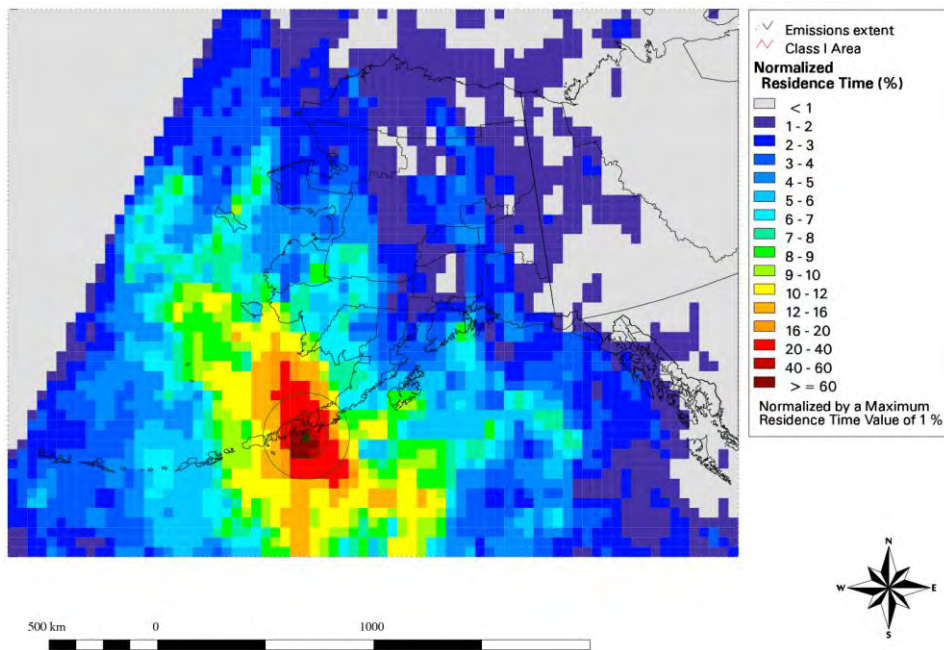 Emissions extent
Class I Area
Normalized
Residence Time (%)
< 1
1 - 2
2 - 3
3 - 4
4 - 5
5 - 6
6 - 7
7 - 8
8 - 9
9 - 10
10 - 12
12 - 16
16 - 20
20 - 40
40 - 60
> = 60
Normalized by a Maximum
Residence Time Value of 1 %
N
W
E
S
500 km
0
1000